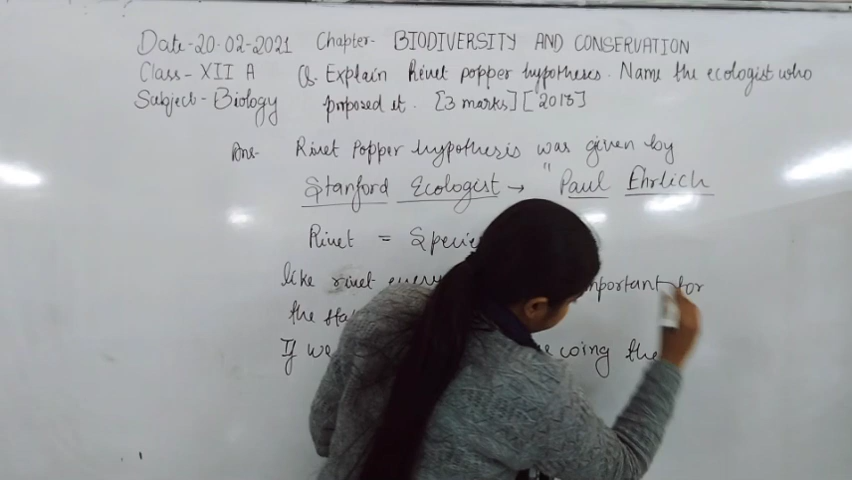 Date-20-02-2021 Chapter- BIODIVERSITY AND CONSERVATION
Class-XII A Q. Explain Rivet popper hypothesis. Name the ecologist who
Subject-Biology proposed it. [3 marks] [2018]
Ans- Rivet Popper hypothesis was given by
Stanford Ecologist → "Paul Ehrlich
Rivet =
like rivet important for
the
If we wing the